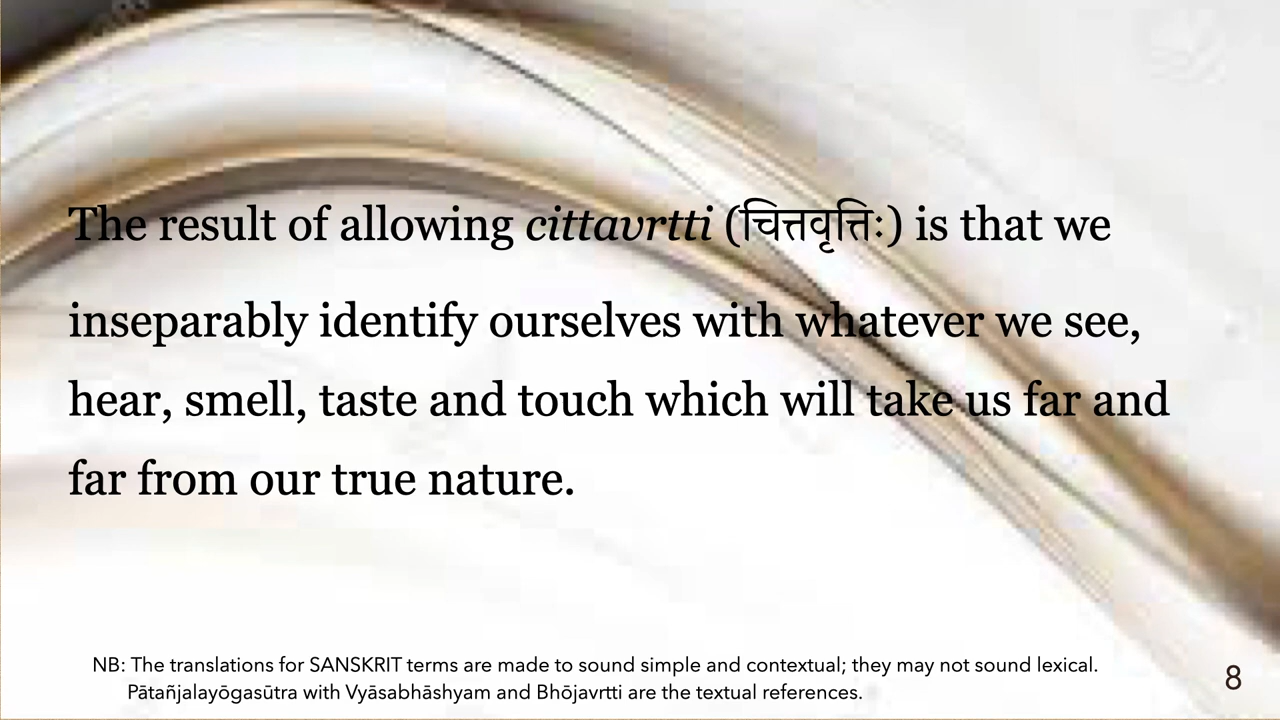 The result of allowing cittavrtti (चित्तवृत्तिः) is that we
inseparably identify ourselves with whatever we see,
hear, smell, taste and touch which will take us far and
far from our true nature.
NB: The translations for SANSKRIT terms are made to sound simple and contextual; they may not sound lexical.
Pātañjalayōgasūtra with Vyāsabhāshyam and Bhōjavrtti are the textual references.
8